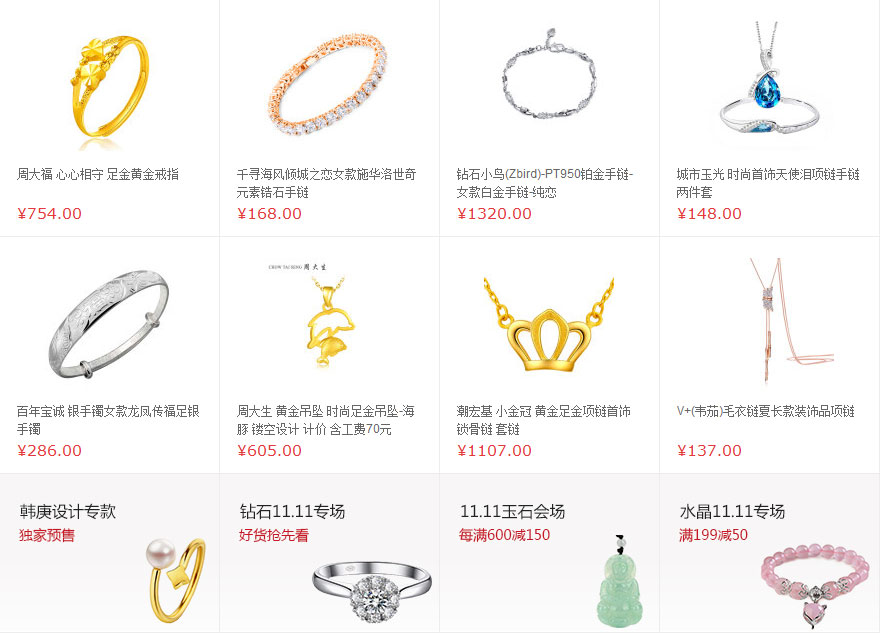 周大福 心心相守 足金黄金戒指
¥754.00
千寻海风倾城之恋女款施华洛世奇
元素锆石手链
¥168.00
钻石小鸟(Zbird)-PT950铂金手链-
女款白金手链-纯恋
¥1320.00
城市玉光 时尚首饰天使泪项链手链
两件套
¥148.00
百年宝诚 银手镯女款龙凤传福足银
手镯
¥286.00
CHOW TAI SENG 周大生
周大生 黄金吊坠 时尚足金吊坠-海
豚 镂空设计 计价 含工费70元
¥605.00
潮宏基 小金冠 黄金足金项链首饰
锁骨链 套链
¥1107.00
V+(韦茄)毛衣链夏长款装饰品项链
¥137.00
韩庚设计专款
独家预售
钻石11.11专场
好货抢先看
11.11玉石会场
每满600减150
水晶11.11专场
满199减50